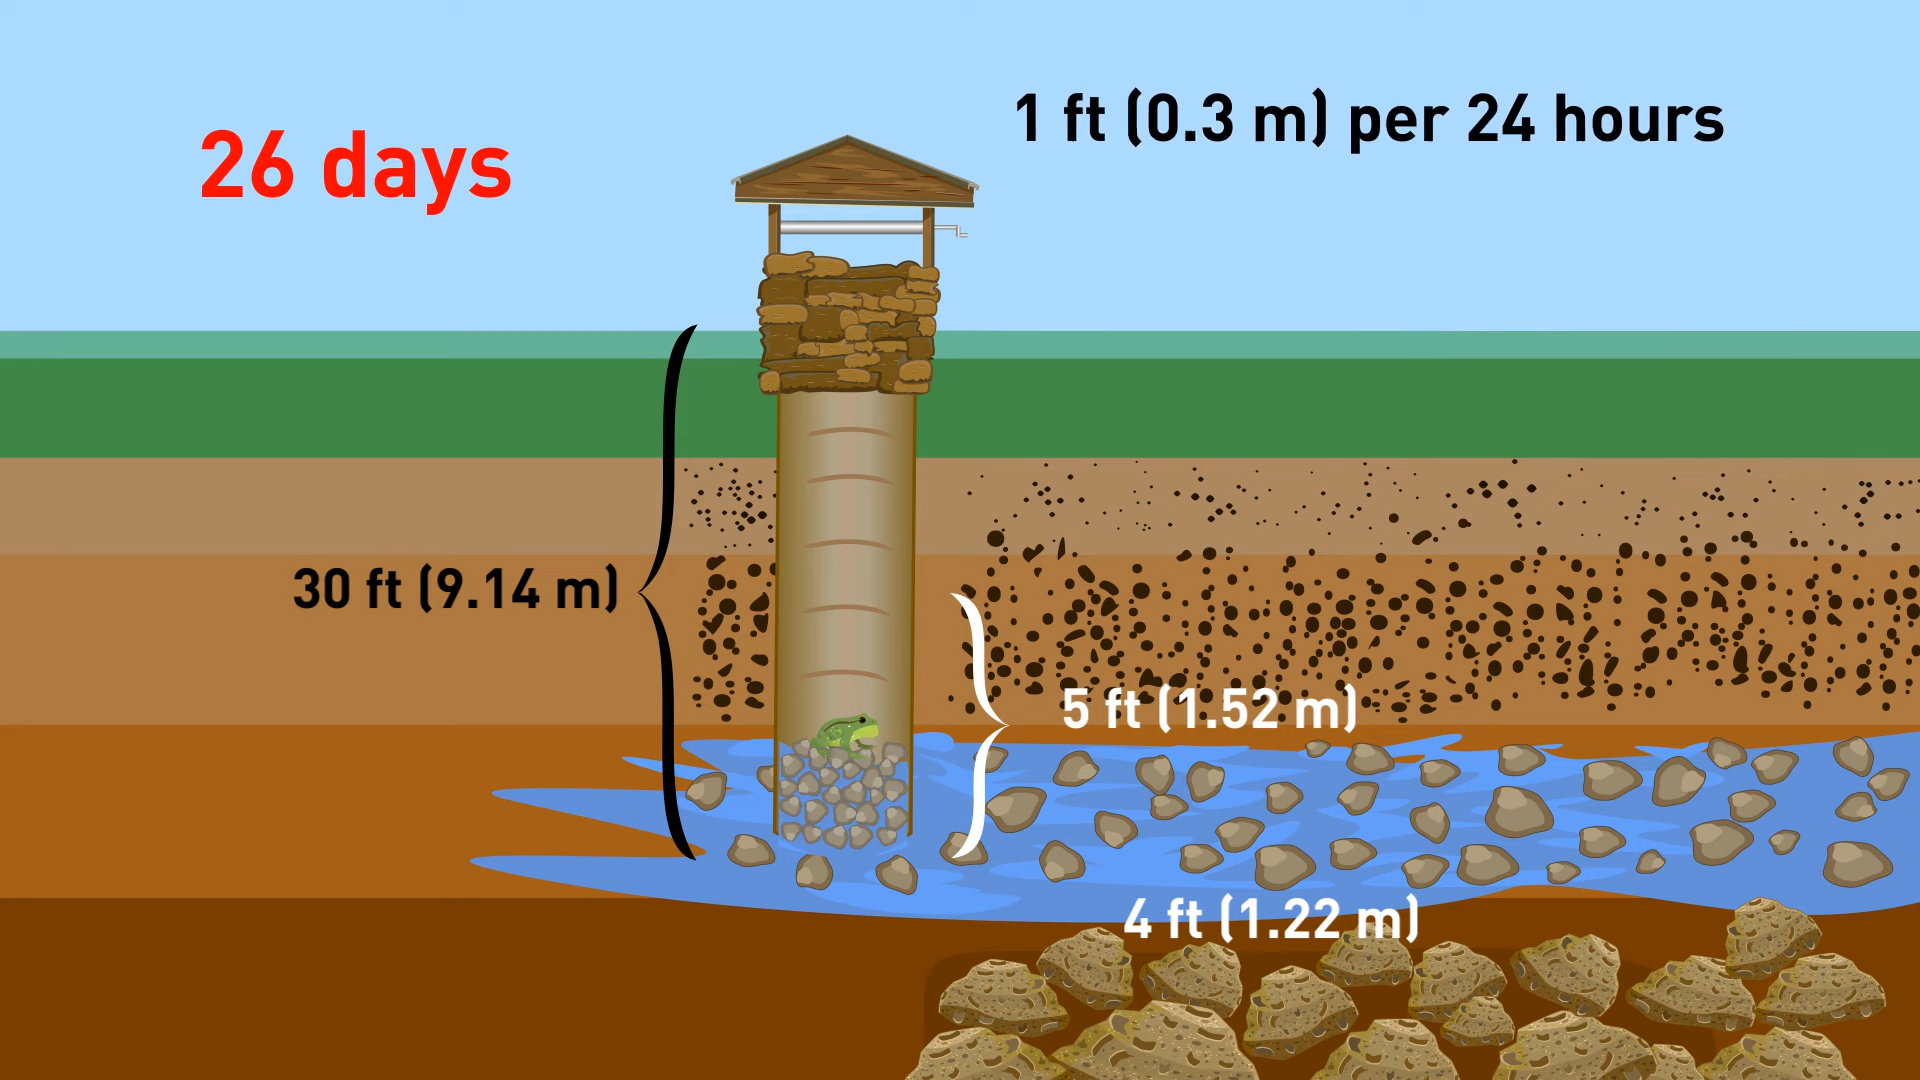 1 ft (0.3 m) per 24 hours
26 days
30 ft (9.14 m)
5 ft (1.52 m)
4 ft (1.22 m)